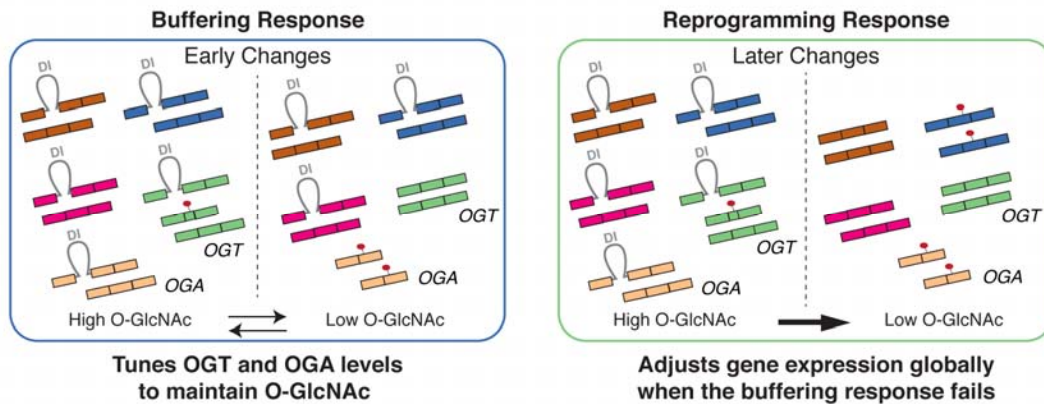 Buffering Response
Early Changes
DI
DI
DI
DI
DI
DI
DI
DI
OGT
OGT
OGA
OGA
High O-GlcNAc
Low O-GlcNAc
Tunes OGT and OGA levels
to maintain O-GlcNAc
Reprogramming Response
Later Changes
DI
DI
DI
DI
DI
OGT
OGT
OGA
OGA
High O-GlcNAc
Low O-GlcNAc
Adjusts gene expression globally
when the buffering response fails